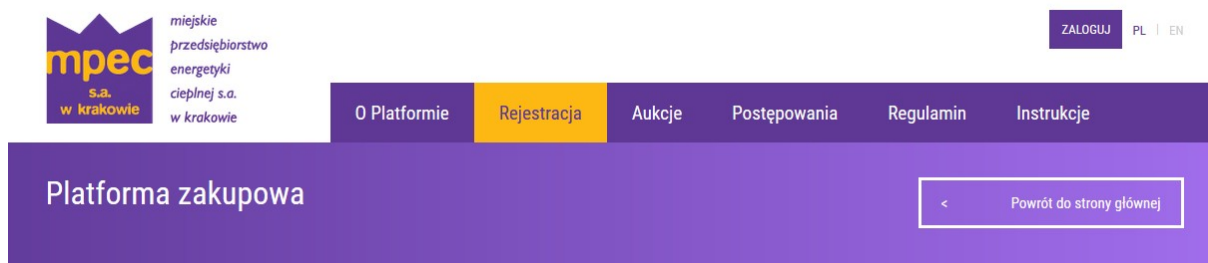 mpec
s.a.
w krakowie
miejskie
przedsiębiorstwo
energetyki
cieplnej s.a.
w krakowie
ZALOGUJ PL | EN
O Platformie Rejestracja Aukcje Postępowania Regulamin Instrukcje
Platforma zakupowa
< Powrót do strony głównej